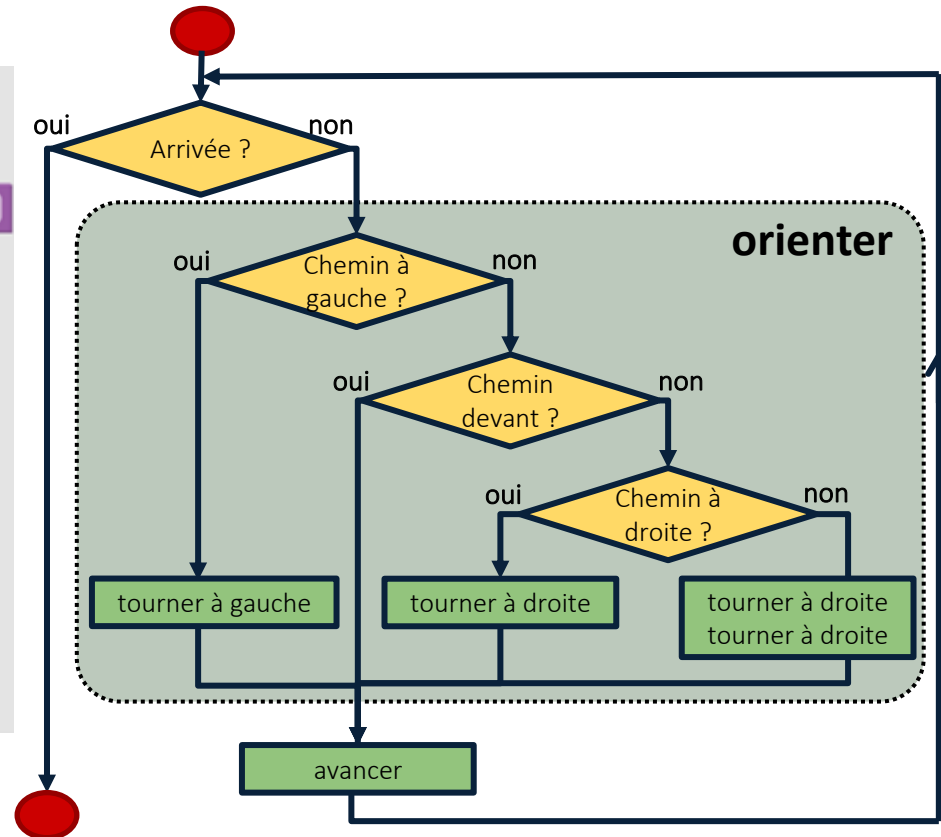 oui
non
Arrivée ?
orienter
oui
Chemin à
gauche ?
non
oui
Chemin
devant ?
non
oui
Chemin à
droite ?
non
tourner à gauche
tourner à droite
tourner à droite
tourner à droite
avancer